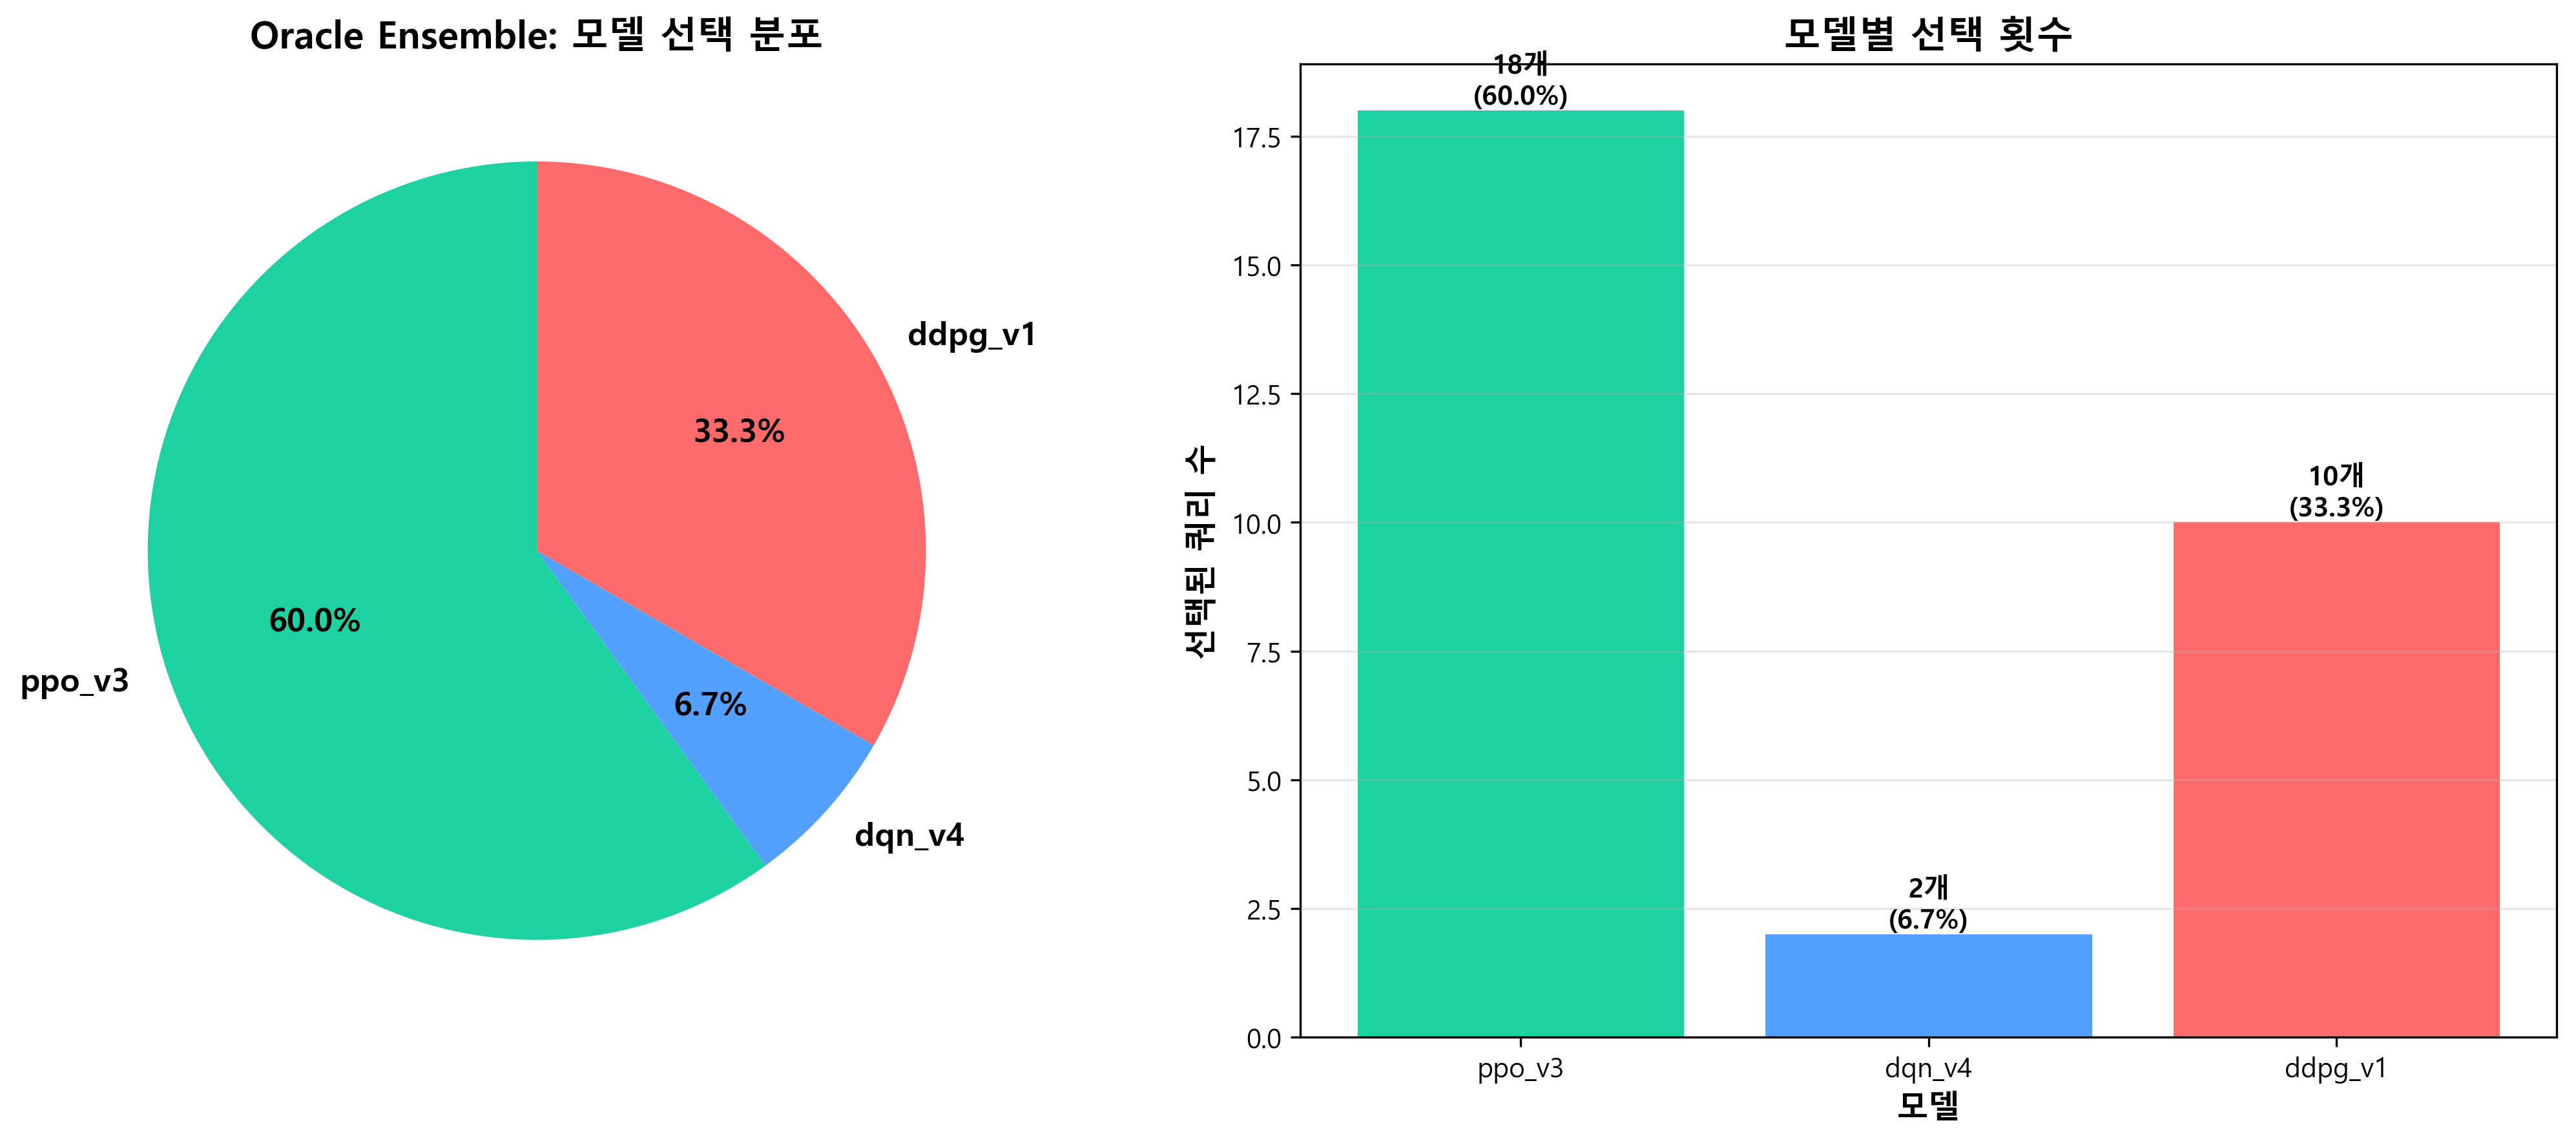 Oracle Ensemble: 모델 선택 분포
ddpg_v1
33.3%
60.0%
ppo_v3
6.7%
dqn_v4
모델별 선택 횟수
18개
(60.0%)
17.5
15.0
12.5
10개
(33.3%)
10.0
7.5
5.0
2개
(6.7%)
2.5
0.0
선택된 쿼리 수
ppo_v3
dqn_v4
ddpg_v1
모델